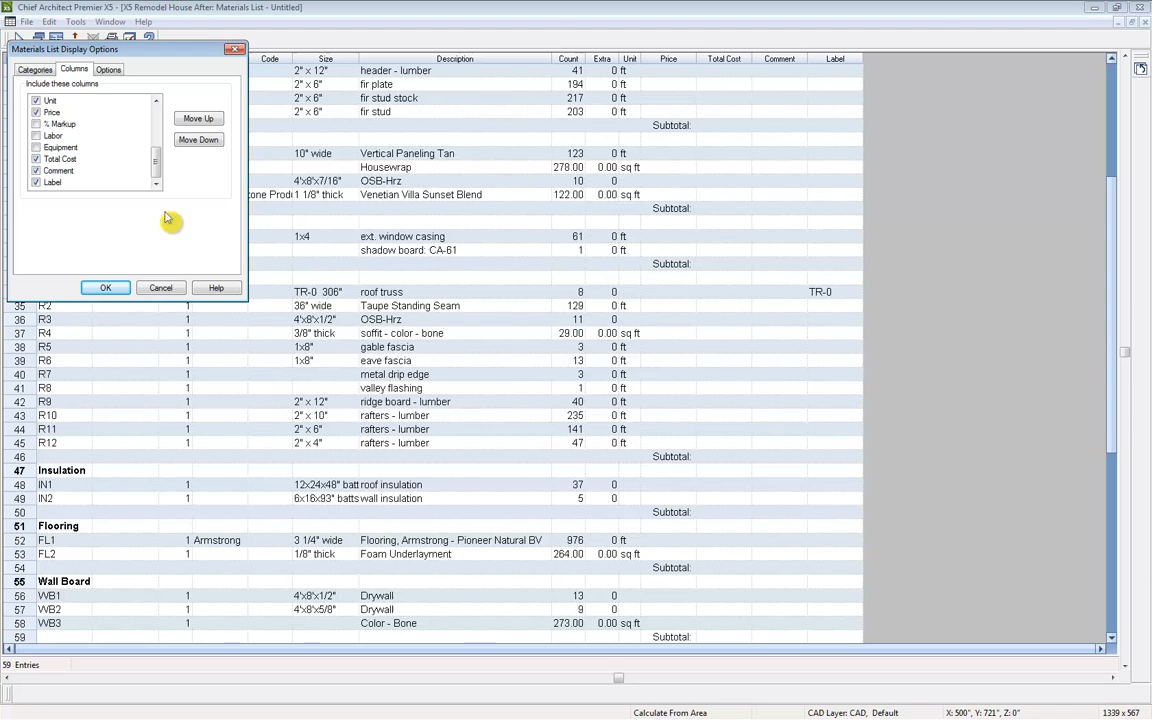 Chief Architect Premier X5 - [X5 Remodel House After: Materials List - Untitled]
File Edit Tools Window Help
Materials List Display Options
Categories Columns Options
Include these columns
Unit
Price
% Markup
Labor
Equipment
Total Cost
Comment
Label
Move Up
Move Down
OK Cancel Help
Code Size Description Count Extra Unit Price Total Cost Comment Label
2" x 12" header - lumber 41 0 ft
2" x 6" fir plate 194 0 ft
2" x 6" fir stud stock 217 0 ft
2" x 6" fir stud 203 0 ft
Subtotal:
10" wide Vertical Paneling Tan 123 0 ft
Housewrap 278.00 0.00 sq ft
4'x8'x7/16" OSB-Hrz 10 0
tone Produ 1 1/8" thick Venetian Villa Sunset Blend 122.00 0.00 sq ft
Subtotal:
1x4 ext. window casing 61 0 ft
shadow board: CA-61 1 0 ft
Subtotal:
TR-0 306" roof truss 8 0 TR-0
35 R2 1 36" wide Taupe Standing Seam 129 0 ft
36 R3 1 4'x8'x1/2" OSB-Hrz 11 0
37 R4 1 3/8" thick soffit - color - bone 29.00 0.00 sq ft
38 R5 1 1x8" gable fascia 3 0 ft
39 R6 1 1x8" eave fascia 13 0 ft
40 R7 1 metal drip edge 3 0 ft
41 R8 1 valley flashing 1 0 ft
42 R9 1 2" x 12" ridge board - lumber 40 0 ft
43 R10 1 2" x 10" rafters - lumber 235 0 ft
44 R11 1 2" x 6" rafters - lumber 141 0 ft
45 R12 1 2" x 4" rafters - lumber 47 0 ft
46 Subtotal:
47 Insulation
48 IN1 1 12x24x48" batt roof insulation 37 0
49 IN2 1 6x16x93" batts wall insulation 5 0
50 Subtotal:
51 Flooring
52 FL1 1 Armstrong 3 1/4" wide Flooring, Armstrong - Pioneer Natural BV 976 0 ft
53 FL2 1 1/8" thick Foam Underlayment 264.00 0.00 sq ft
54 Subtotal:
55 Wall Board
56 WB1 1 4'x8'x1/2" Drywall 13 0
57 WB2 1 4'x8'x5/8" Drywall 9 0
58 WB3 1 Color - Bone 273.00 0.00 sq ft
59 Subtotal:
59 Entries
Calculate From Area CAD Layer: CAD, Default X: 500", Y: 721", Z: 0" 1339 x 567